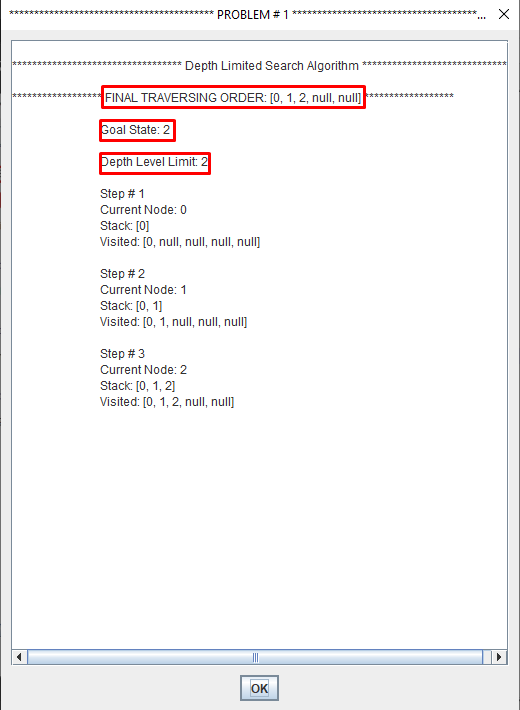 ***************************************** PROBLEM # 1 ***************************************...
********************************** Depth Limited Search Algorithm *****************************
****************** FINAL TRAVERSING ORDER: [0, 1, 2, null, null] ******************
Goal State: 2
Depth Level Limit: 2
Step # 1
Current Node: 0
Stack: [0]
Visited: [0, null, null, null, null]
Step # 2
Current Node: 1
Stack: [0, 1]
Visited: [0, 1, null, null, null]
Step # 3
Current Node: 2
Stack: [0, 1, 2]
Visited: [0, 1, 2, null, null]
OK